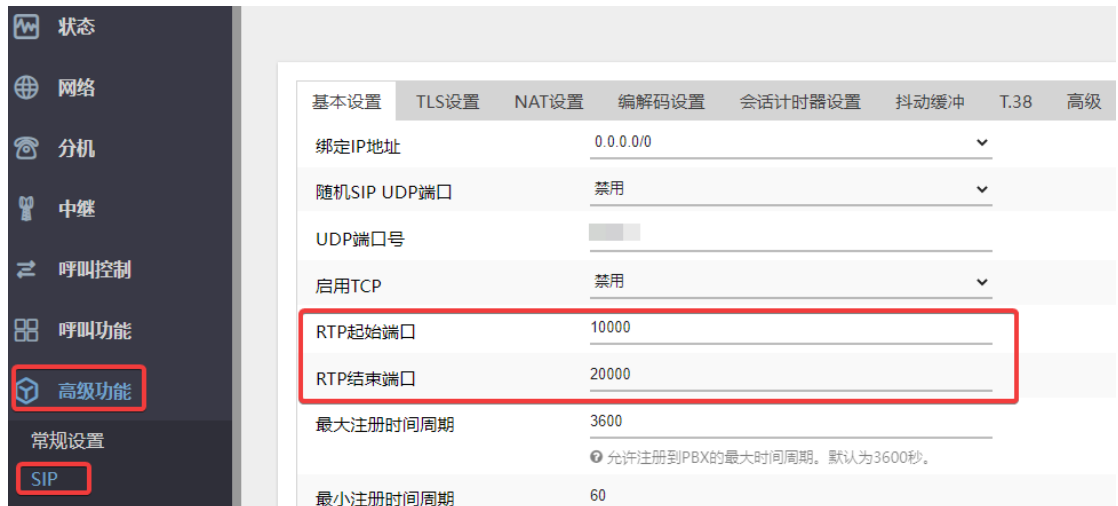 状态
网络
分机
中继
呼叫控制
呼叫功能
高级功能
常规设置
SIP
基本设置 TLS设置 NAT设置 编解码设置 会话计时器设置 抖动缓冲 T.38 高级
绑定IP地址 0.0.0.0/0
随机SIP UDP端口 禁用
UDP端口号
启用TCP 禁用
RTP起始端口 10000
RTP结束端口 20000
最大注册时间周期 3600
允许注册到PBX的最大时间周期。默认为3600秒。
最小注册时间周期 60